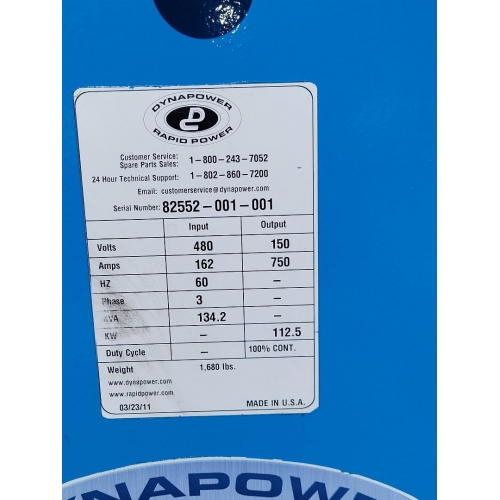 DYNAPOWER
RAPID POWER
Customer Service: 1-800-243-7052
Spare Parts Sales:
24 Hour Technical Support: 1-802-860-7200
Email: customerservice@dynapower.com
Serial Number: 82552-001-001
Input Output
Volts 480 150
Amps 162 750
HZ 60 –
Phase 3 –
KVA 134.2 –
KW – 112.5
Duty Cycle – 100% CONT.
Weight 1,680 lbs.
www.dynapower.com
www.rapidpower.com
03/23/11 MADE IN U.S.A.
DYNAPOWER